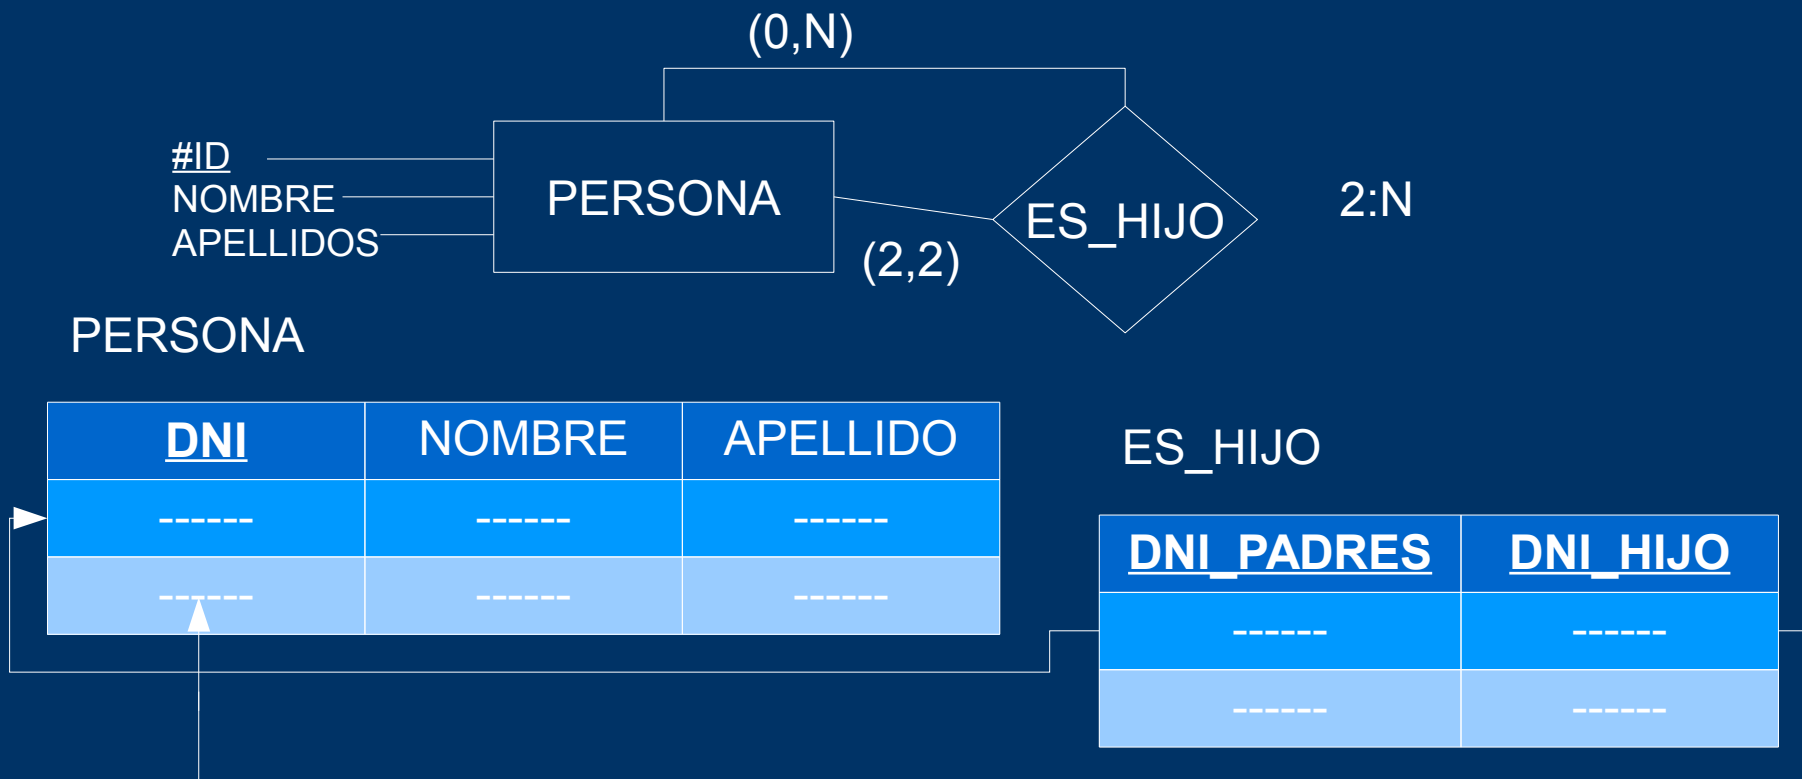 (0,N)
#ID
NOMBRE
APELLIDOS
PERSONA
(2,2)
ES_HIJO
2:N
PERSONA
DNI NOMBRE APELLIDO
------ ------ ------
------ ------ ------
ES_HIJO
DNI_PADRES DNI_HIJO
------ ------
------ ------